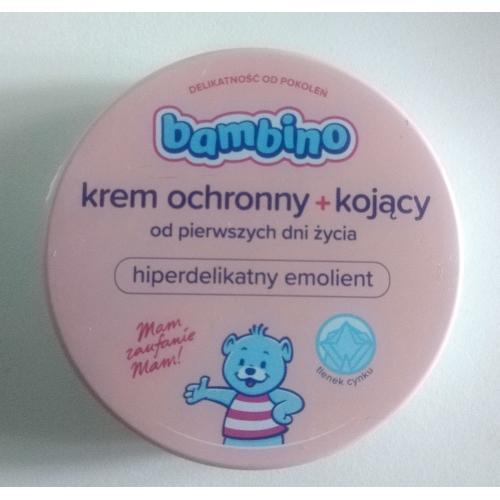 DELIKATNOŚĆ OD POKOLEŃ
bambino
krem ochronny + kojący
od pierwszych dni życia
hiperdelikatny emolient
Mam
zaufanie
Mam!
tlenek cynku